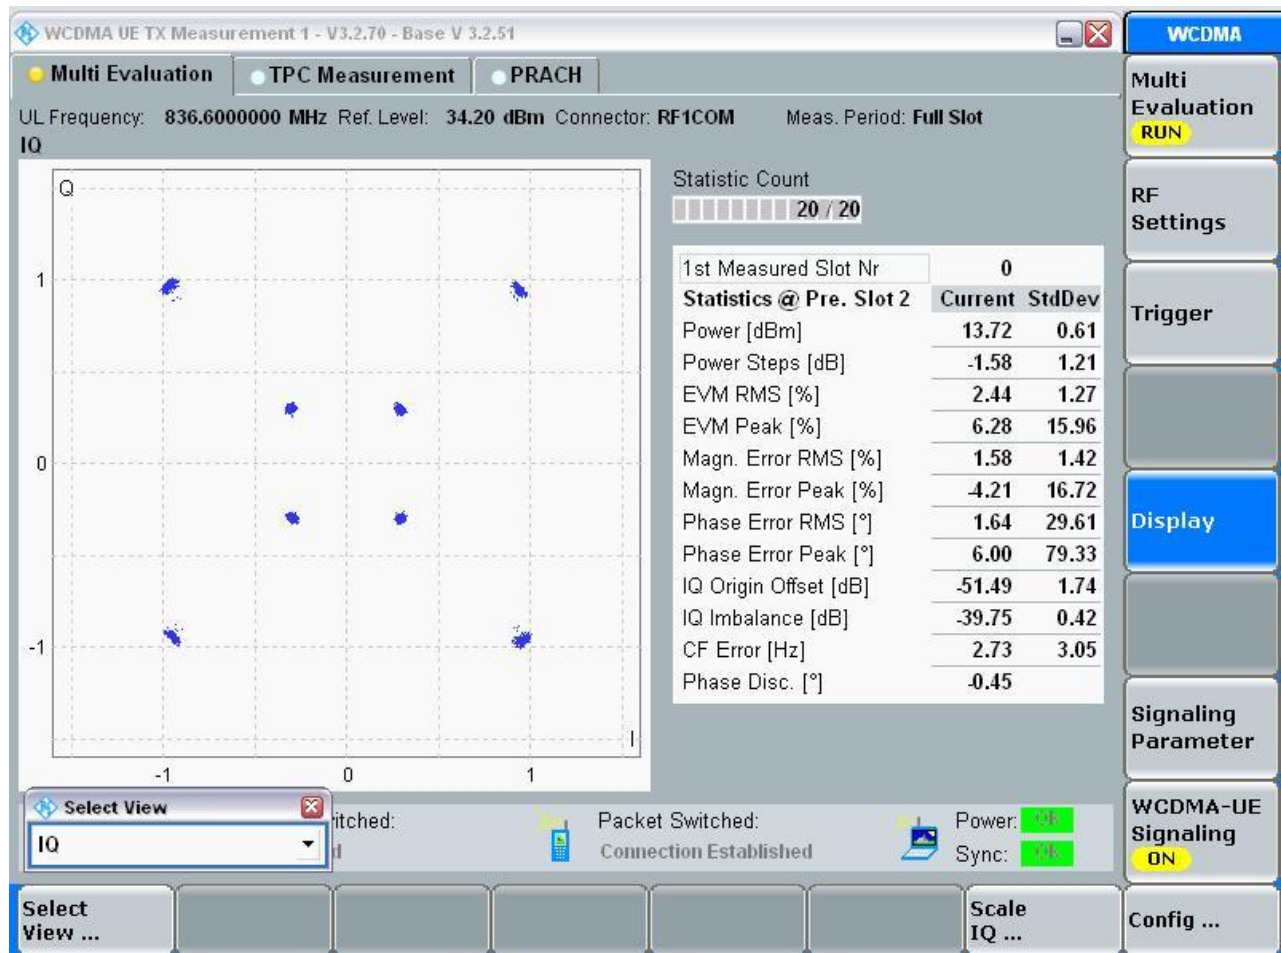 WCDMA UE TX Measurement 1 - V3.2.70 - Base V 3.2.51
WCDMA
Multi Evaluation
TPC Measurement
PRACH
UL Frequency: 836.6000000 MHz Ref. Level: 34.20 dBm Connector: RF1COM Meas. Period: Full Slot
IQ
Q
1
0
-1
I
-1 0 1
Statistic Count
20 / 20
1st Measured Slot Nr 0
Statistics @ Pre. Slot 2 Current StdDev
Power [dBm] 13.72 0.61
Power Steps [dB] -1.58 1.21
EVM RMS [%] 2.44 1.27
EVM Peak [%] 6.28 15.96
Magn. Error RMS [%] 1.58 1.42
Magn. Error Peak [%] -4.21 16.72
Phase Error RMS [°] 1.64 29.61
Phase Error Peak [°] 6.00 79.33
IQ Origin Offset [dB] -51.49 1.74
IQ Imbalance [dB] -39.75 0.42
CF Error [Hz] 2.73 3.05
Phase Disc. [°] -0.45
Select View
IQ
itched:
d
Packet Switched:
Connection Established
Power: OK
Sync: OK
Multi
Evaluation
RUN
RF
Settings
Trigger
Display
Signaling
Parameter
WCDMA-UE
Signaling
ON
Select
View ...
Scale
IQ ...
Config ...